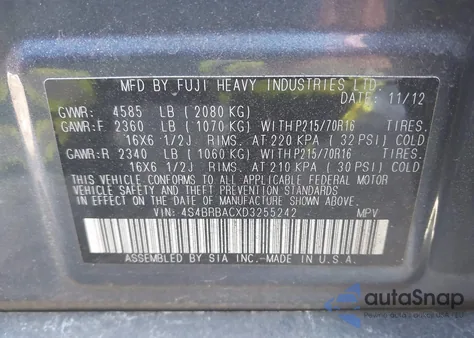 MFD BY FUJI HEAVY INDUSTRIES LTD.
DATE: 11/12
GVWR: 4585 LB (2080 KG)
GAWR:F 2360 LB (1070 KG) WITH P215/70R16 TIRES.
16X6 1/2J RIMS. AT 220 KPA ( 32 PSI) COLD
GAWR:R 2340 LB (1060 KG) WITH P215/70R16 TIRES.
16X6 1/2J RIMS. AT 210 KPA ( 30 PSI) COLD
THIS VEHICLE CONFORMS TO ALL APPLICABLE FEDERAL MOTOR
VEHICLE SAFETY AND THEFT PREVENTION STANDARDS
IN EFFECT ON THE DATE OF MANUFACTURE SHOWN ABOVE.
VIN: 4S4BRBACXD3255242 MPV
ASSEMBLED BY SIA INC.-MADE IN U.S.A.
autoSnap